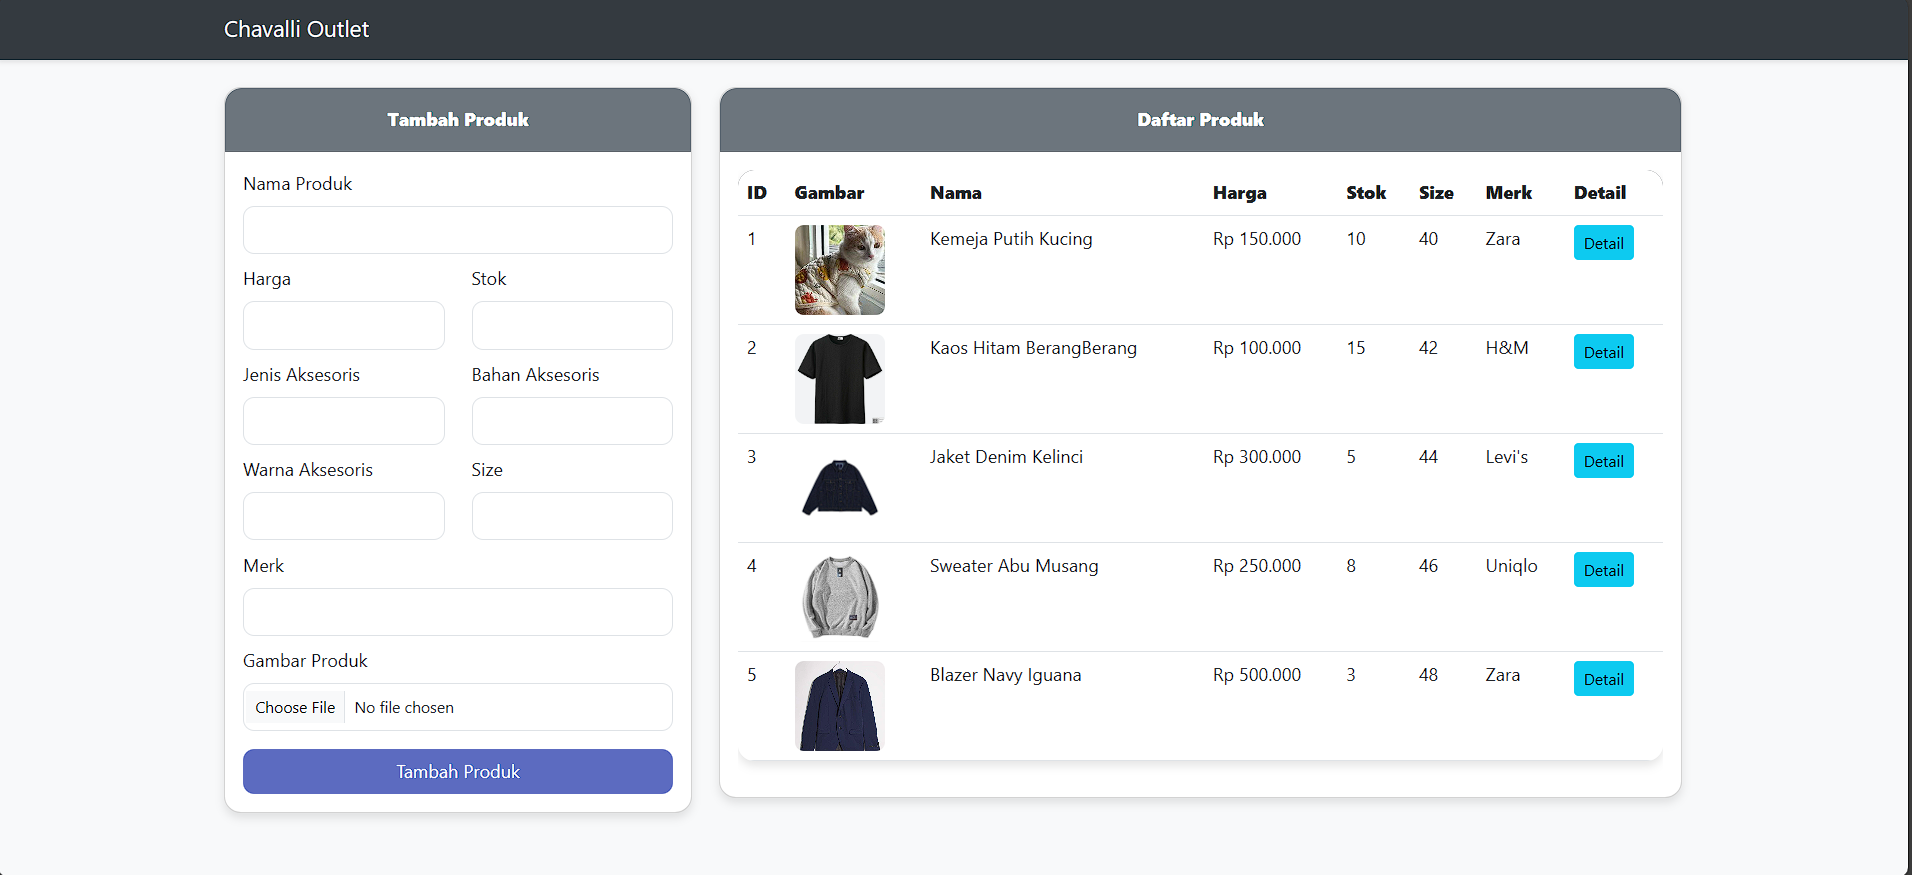 Chavalli Outlet
Tambah Produk
Nama Produk
Harga Stok
Jenis Aksesoris Bahan Aksesoris
Warna Aksesoris Size
Merk
Gambar Produk
Choose File No file chosen
Tambah Produk
Daftar Produk
ID Gambar Nama Harga Stok Size Merk Detail
1 Kemeja Putih Kucing Rp 150.000 10 40 Zara Detail
2 Kaos Hitam BerangBerang Rp 100.000 15 42 H&M Detail
3 Jaket Denim Kelinci Rp 300.000 5 44 Levi's Detail
4 Sweater Abu Musang Rp 250.000 8 46 Uniqlo Detail
5 Blazer Navy Iguana Rp 500.000 3 48 Zara Detail